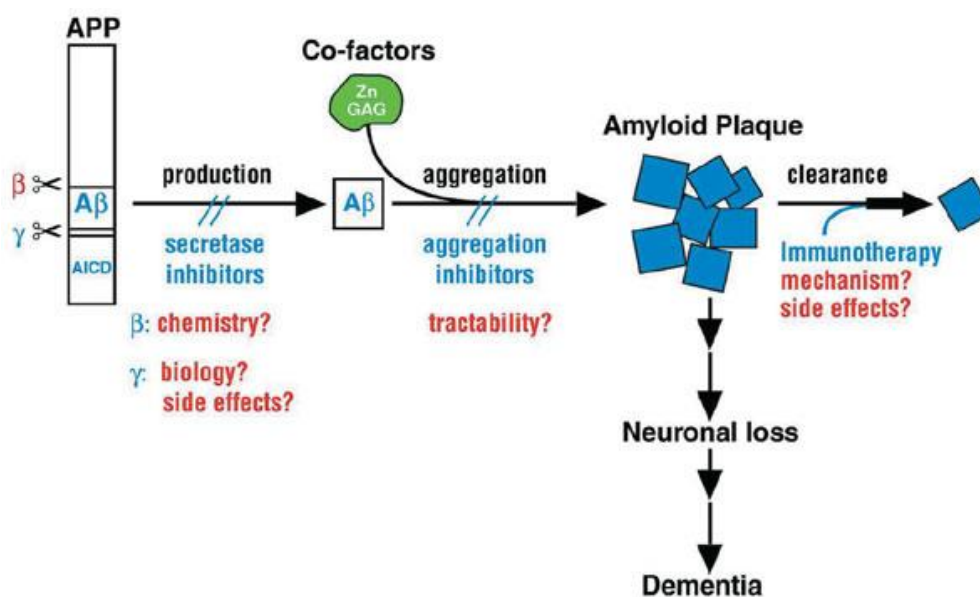 APP
β
Aβ
γ
AICD
production
secretase
inhibitors
β: chemistry?
γ: biology?
side effects?
Co-factors
Zn
GAG
Aβ
aggregation
aggregation
inhibitors
tractability?
Amyloid Plaque
clearance
Immunotherapy
mechanism?
side effects?
Neuronal loss
Dementia